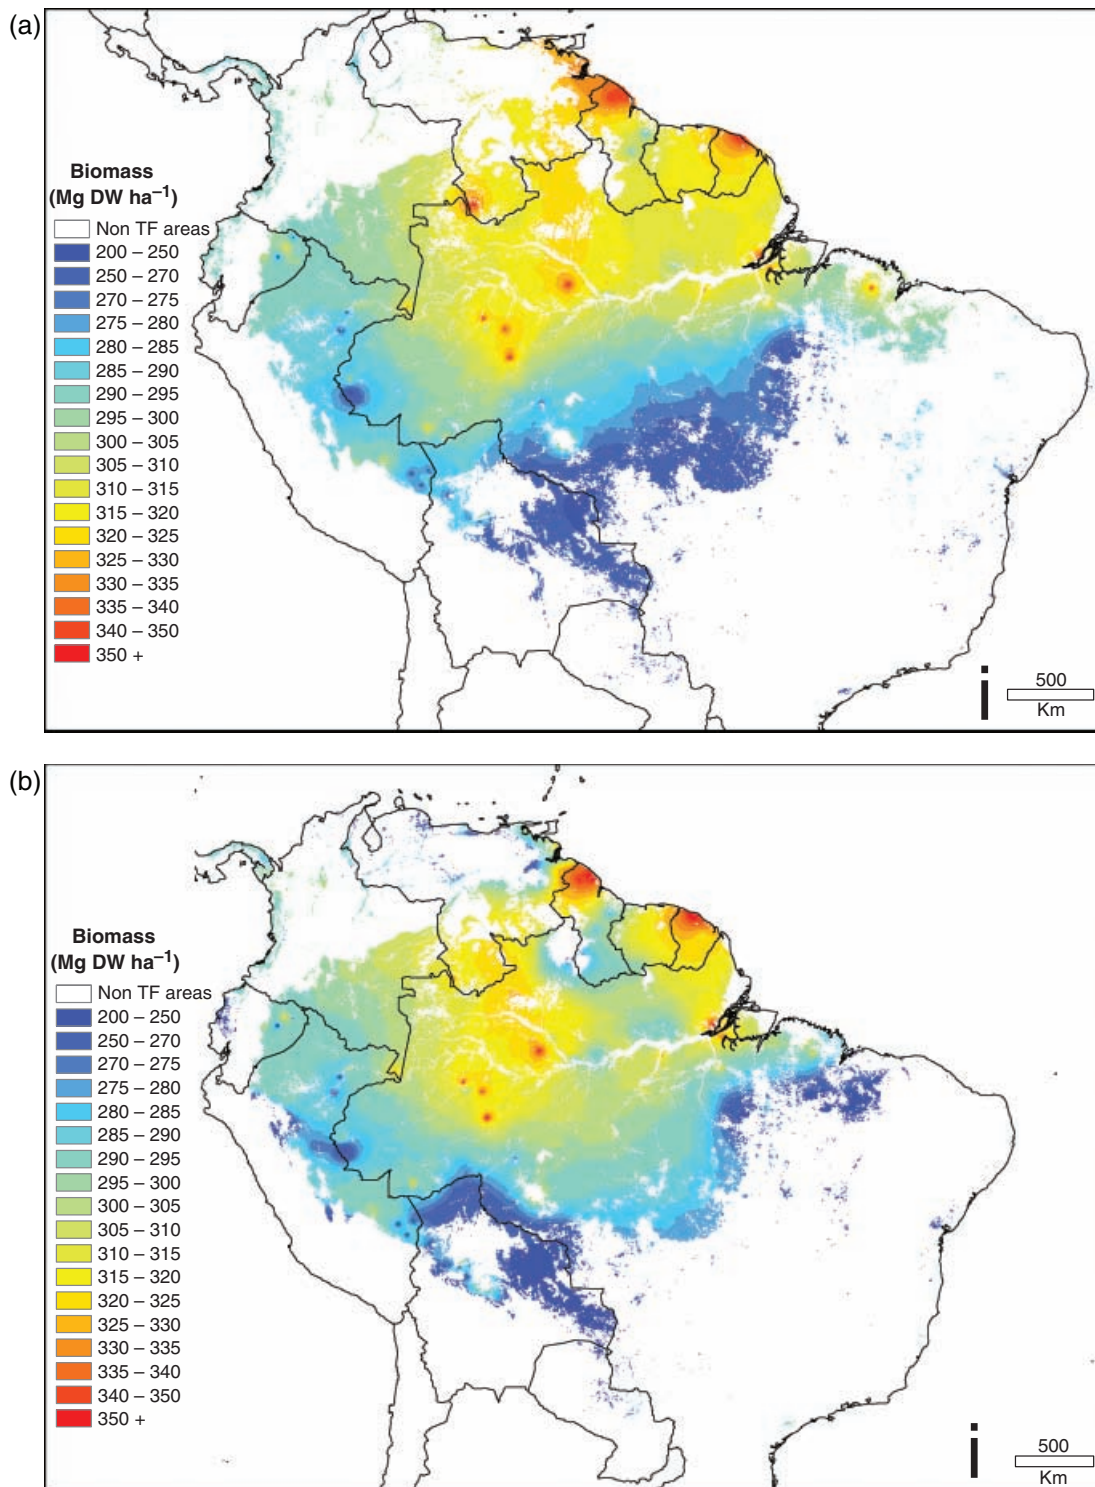 (a)
Biomass
(Mg DW ha⁻¹)
Non TF areas
200 – 250
250 – 270
270 – 275
275 – 280
280 – 285
285 – 290
290 – 295
295 – 300
300 – 305
305 – 310
310 – 315
315 – 320
320 – 325
325 – 330
330 – 335
335 – 340
340 – 350
350 +
i
500
Km
(b)
Biomass
(Mg DW ha⁻¹)
Non TF areas
200 – 250
250 – 270
270 – 275
275 – 280
280 – 285
285 – 290
290 – 295
295 – 300
300 – 305
305 – 310
310 – 315
315 – 320
320 – 325
325 – 330
330 – 335
335 – 340
340 – 350
350 +
i
500
Km